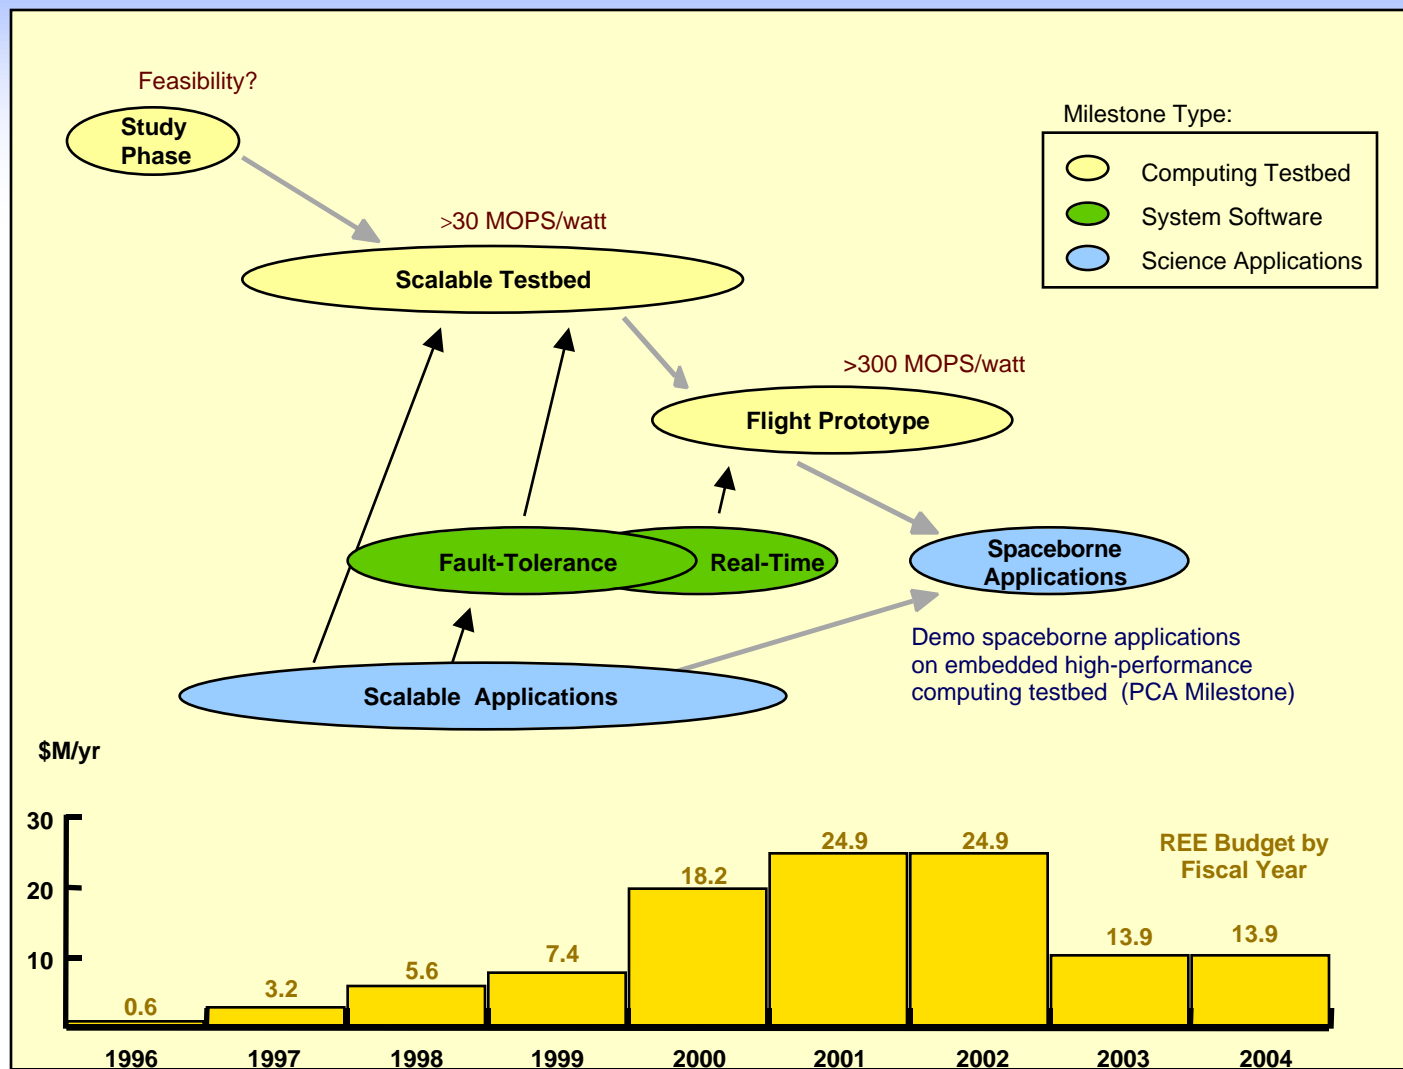 Feasibility?
Study
Phase
Milestone Type:
Computing Testbed
System Software
Science Applications
>30 MOPS/watt
Scalable Testbed
>300 MOPS/watt
Flight Prototype
Fault-Tolerance
Real-Time
Spaceborne
Applications
Demo spaceborne applications
on embedded high-performance
computing testbed (PCA Milestone)
Scalable Applications
$M/yr
30
20
10
REE Budget by
Fiscal Year
0.6
3.2
5.6
7.4
18.2
24.9
24.9
13.9
13.9
1996
1997
1998
1999
2000
2001
2002
2003
2004